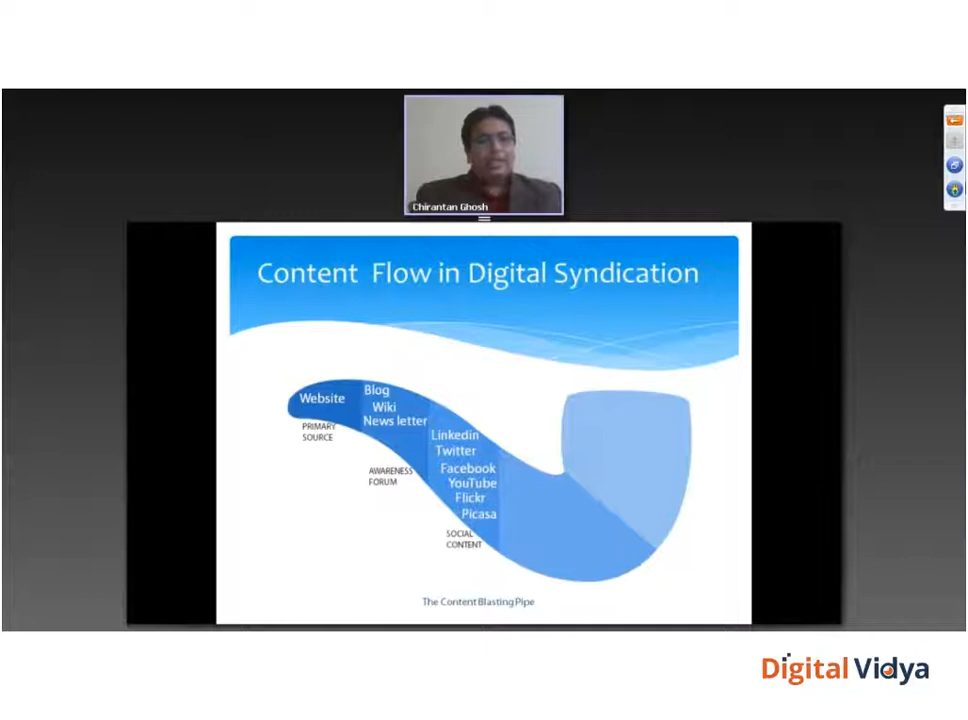 Chirantan Ghosh
Content Flow in Digital Syndication
Website
Blog
Wiki
News letter
PRIMARY
SOURCE
Linkedin
Twitter
Facebook
YouTube
Flickr
Picasa
AWARENESS
FORUM
SOCIAL
CONTENT
The Content Blasting Pipe
Digital Vidya